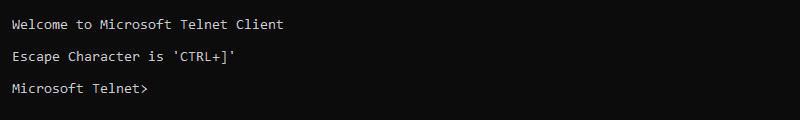 Welcome to Microsoft Telnet Client
Escape Character is 'CTRL+]'
Microsoft Telnet>